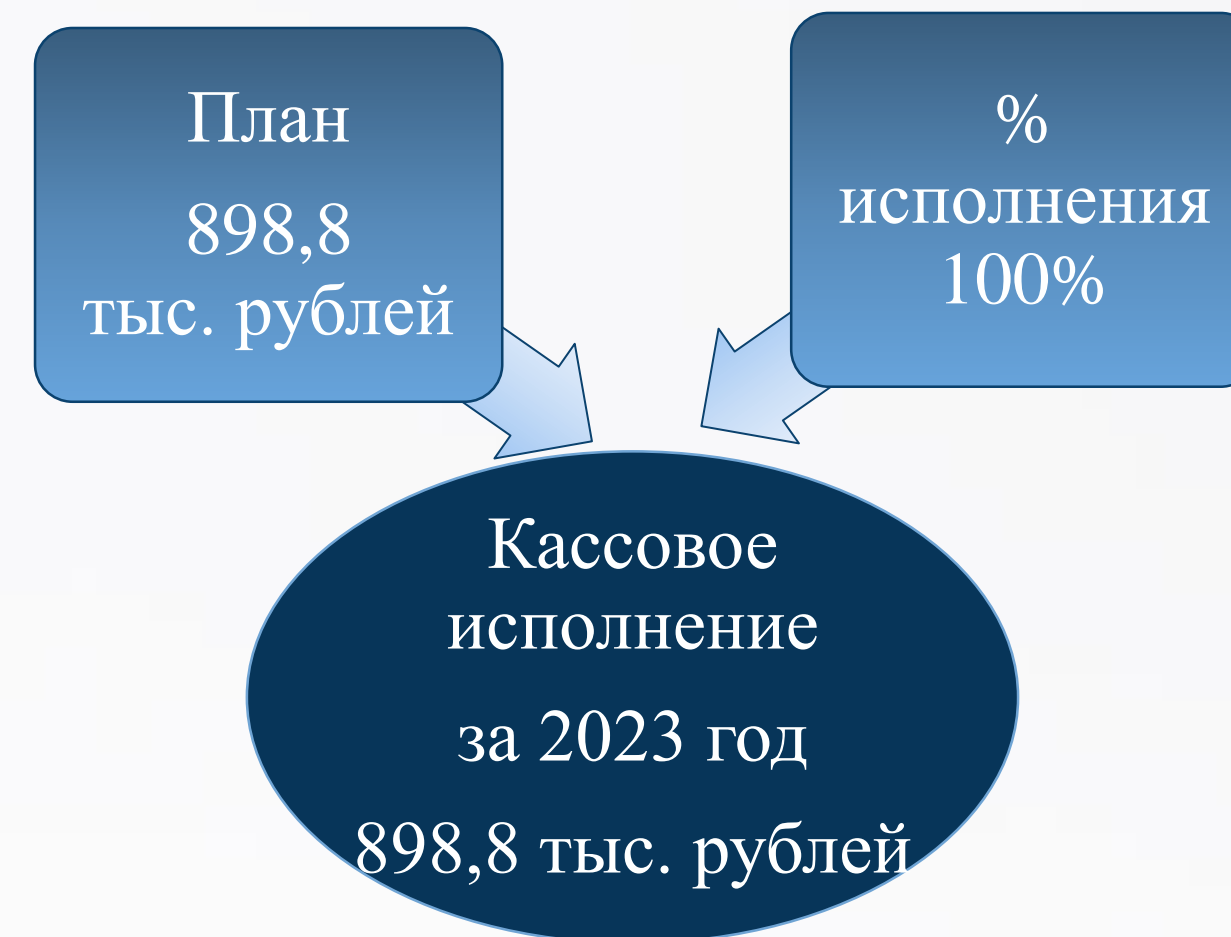 План
898,8
тыс. рублей
%
исполнения
100%
Кассовое
исполнение
за 2023 год
898,8 тыс. рублей